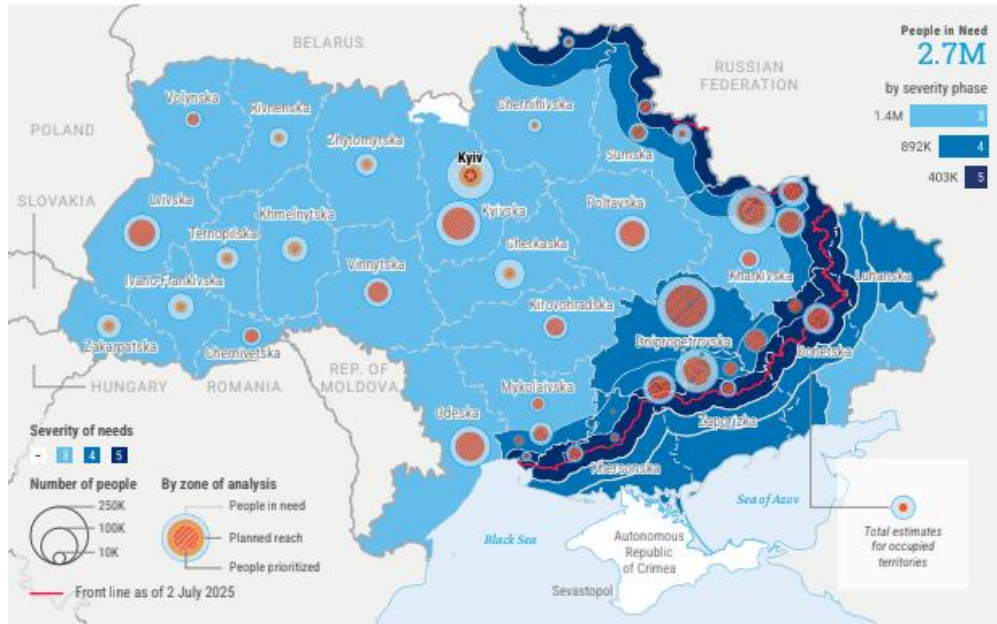 BELARUS
RUSSIAN
FEDERATION
POLAND
SLOVAKIA
HUNGARY
ROMANIA
REP. OF
MOLDOVA
People in Need
2.7M
by severity phase
1.4M 3
892K 4
403K 5
Volynska
Rivnenska
Zhytomyrska
Chernihivska
Sumska
Kyiv
Kyivska
Lvivska
Ternopilska
Khmelnytska
Poltavska
Cherkaska
Vinnytska
Kharkivska
Luhanska
Ivano-Frankivska
Kirovohradska
Dnipropetrovska
Donetska
Zakarpatska
Chernivetska
Mykolaivska
Odeska
Zaporizka
Khersonska
Severity of needs
- 3 4 5
Number of people
250K
100K
10K
By zone of analysis
People in need
Planned reach
People prioritized
Front line as of 2 July 2025
Black Sea
Sea of Azov
Autonomous
Republic
of Crimea
Sevastopol
Total estimates
for occupied
territories